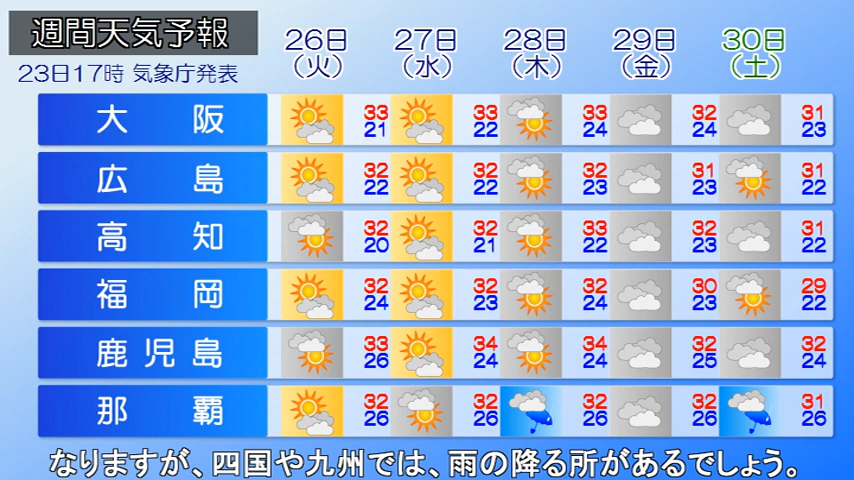 週間天気予報
23日17時 気象庁発表
26日 27日 28日 29日 30日
(火) (水) (木) (金) (土)
大阪 33 21 33 22 33 24 32 24 31 23
広島 32 22 32 22 32 23 31 23 31 22
高知 32 20 32 21 33 22 32 23 31 22
福岡 32 24 32 23 32 24 30 23 29 22
鹿児島 33 26 34 24 34 24 32 25 32 24
那覇 32 26 32 26 32 26 32 26 31 26
なりますが、四国や九州では、雨の降る所があるでしょう。